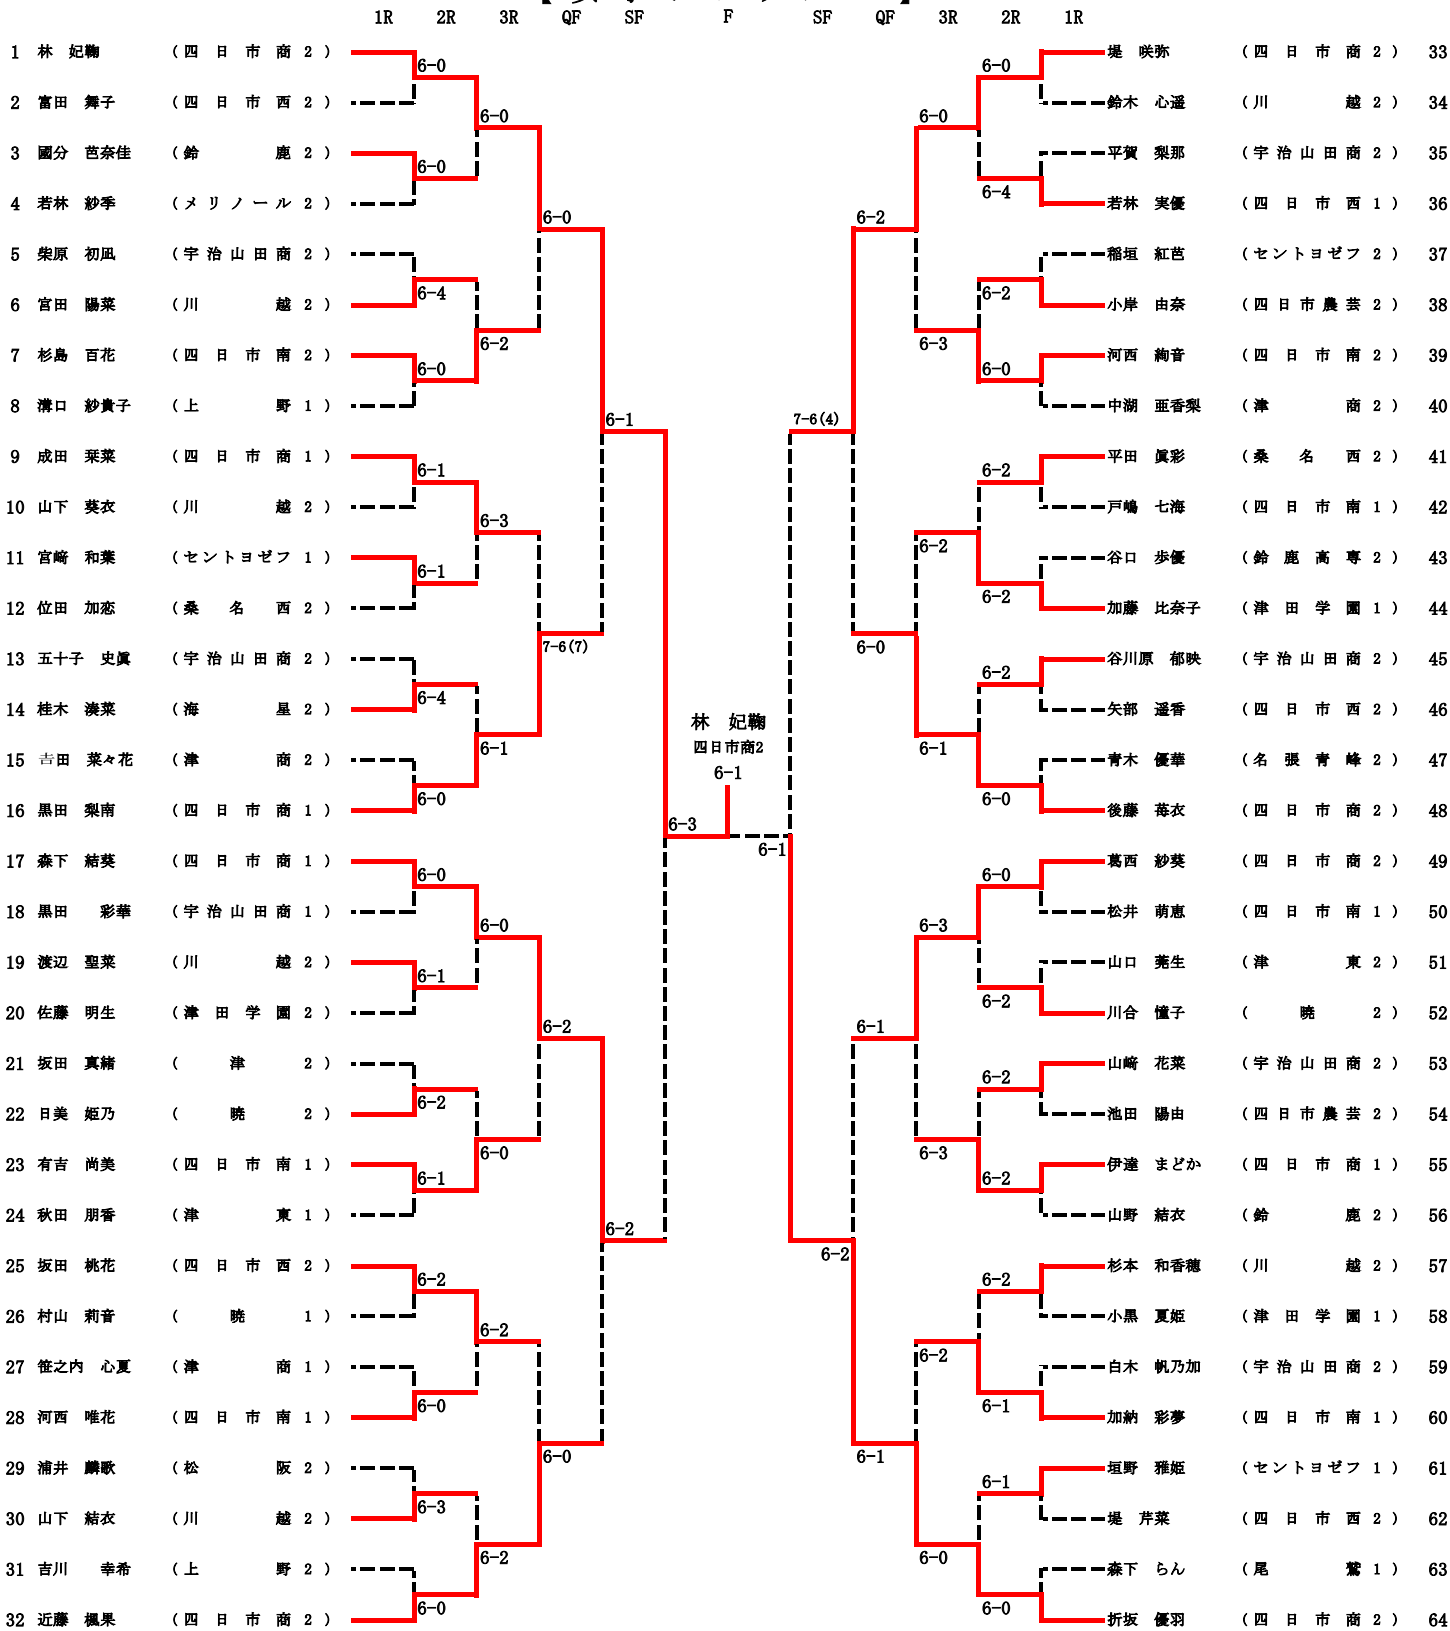 1R 2R 3R QF SF F SF QF 3R 2R 1R
1 林 妃鞠 (四日市商2) 6-0 6-0 堤 咲弥 (四日市商2) 33
2 富田 舞子 (四日市西2) 6-0 6-0 鈴木 心遥 (川越2) 34
3 國分 芭奈佳 (鈴鹿2) 6-0 平賀 梨那 (宇治山田商2) 35
4 若林 紗季 (メリノール2) 6-0 6-2 6-4 若林 実優 (四日市西1) 36
5 柴原 初凪 (宇治山田商2) 稲垣 紅芭 (セントヨゼフ2) 37
6 宮田 陽菜 (川越2) 6-4 6-2 小岸 由奈 (四日市農芸2) 38
7 杉島 百花 (四日市南2) 6-0 6-2 6-3 6-0 河西 絢音 (四日市南2) 39
8 溝口 紗貴子 (上野1) 6-1 7-6(4) 中湖 亜香梨 (津商2) 40
9 成田 栞菜 (四日市商1) 6-1 6-2 平田 眞彩 (桑名西2) 41
10 山下 葵衣 (川越2) 6-3 戸嶋 七海 (四日市南1) 42
11 宮﨑 和葉 (セントヨゼフ1) 6-1 6-2 谷口 歩優 (鈴鹿高専2) 43
12 位田 加恋 (桑名西2) 7-6(7) 6-0 6-2 加藤 比奈子 (津田学園1) 44
13 五十子 史眞 (宇治山田商2) 6-2 谷川原 郁映 (宇治山田商2) 45
14 桂木 湊菜 (海星2) 6-4 矢部 遥香 (四日市西2) 46
林 妃鞠
四日市商2
15 吉田 菜々花 (津商2) 6-1 6-1 6-1 青木 優華 (名張青峰2) 47
16 黒田 梨南 (四日市商1) 6-0 6-3 6-1 6-0 後藤 苺衣 (四日市商2) 48
17 森下 結葵 (四日市商1) 6-0 6-0 葛西 紗葵 (四日市商2) 49
18 黒田 彩華 (宇治山田商1) 6-0 6-3 松井 萌恵 (四日市南1) 50
19 渡辺 聖菜 (川越2) 6-1 山口 尭生 (津東2) 51
20 佐藤 明生 (津田学園2) 6-2 6-1 6-2 川合 憧子 (暁2) 52
21 坂田 真緒 (津2) 6-2 山﨑 花菜 (宇治山田商2) 53
22 日美 姫乃 (暁2) 6-2 池田 陽由 (四日市農芸2) 54
23 有吉 尚美 (四日市南1) 6-1 6-0 6-3 6-2 伊達 まどか (四日市商1) 55
24 秋田 朋香 (津東1) 6-2 6-2 山野 結衣 (鈴鹿2) 56
25 坂田 桃花 (四日市西2) 6-2 6-2 杉本 和香穂 (川越2) 57
26 村山 莉音 (暁1) 6-2 小黒 夏姫 (津田学園1) 58
27 笹之内 心夏 (津商1) 6-2 白木 帆乃加 (宇治山田商2) 59
28 河西 唯花 (四日市南1) 6-0 6-1 加納 彩夢 (四日市南1) 60
29 浦井 麟歌 (松阪2) 6-0 6-1 6-1 垣野 雅姫 (セントヨゼフ1) 61
30 山下 結衣 (川越2) 6-3 堤 芹菜 (四日市西2) 62
31 吉川 幸希 (上野2) 6-2 6-0 森下 らん (尾鷲1) 63
32 近藤 楓果 (四日市商2) 6-0 6-0 折坂 優羽 (四日市商2) 64